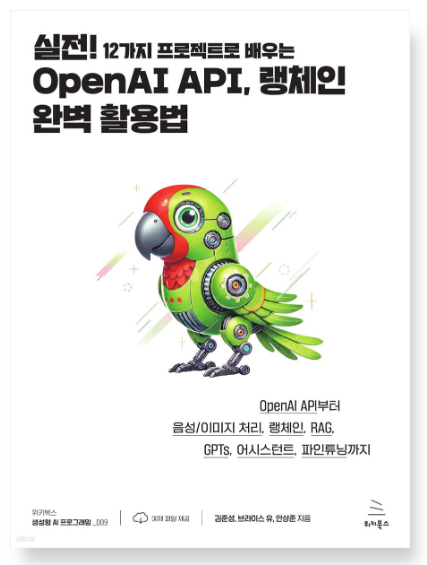 실전! 12가지 프로젝트로 배우는
OpenAI API, 랭체인
완벽 활용법
OpenAI API부터
음성/이미지 처리, 랭체인, RAG,
GPTs, 어시스턴트, 파인튜닝까지
위키북스
생성형 AI 프로그래밍_009
예제 파일 제공
김준성, 브라이스 유, 안상준 지음
위키북스